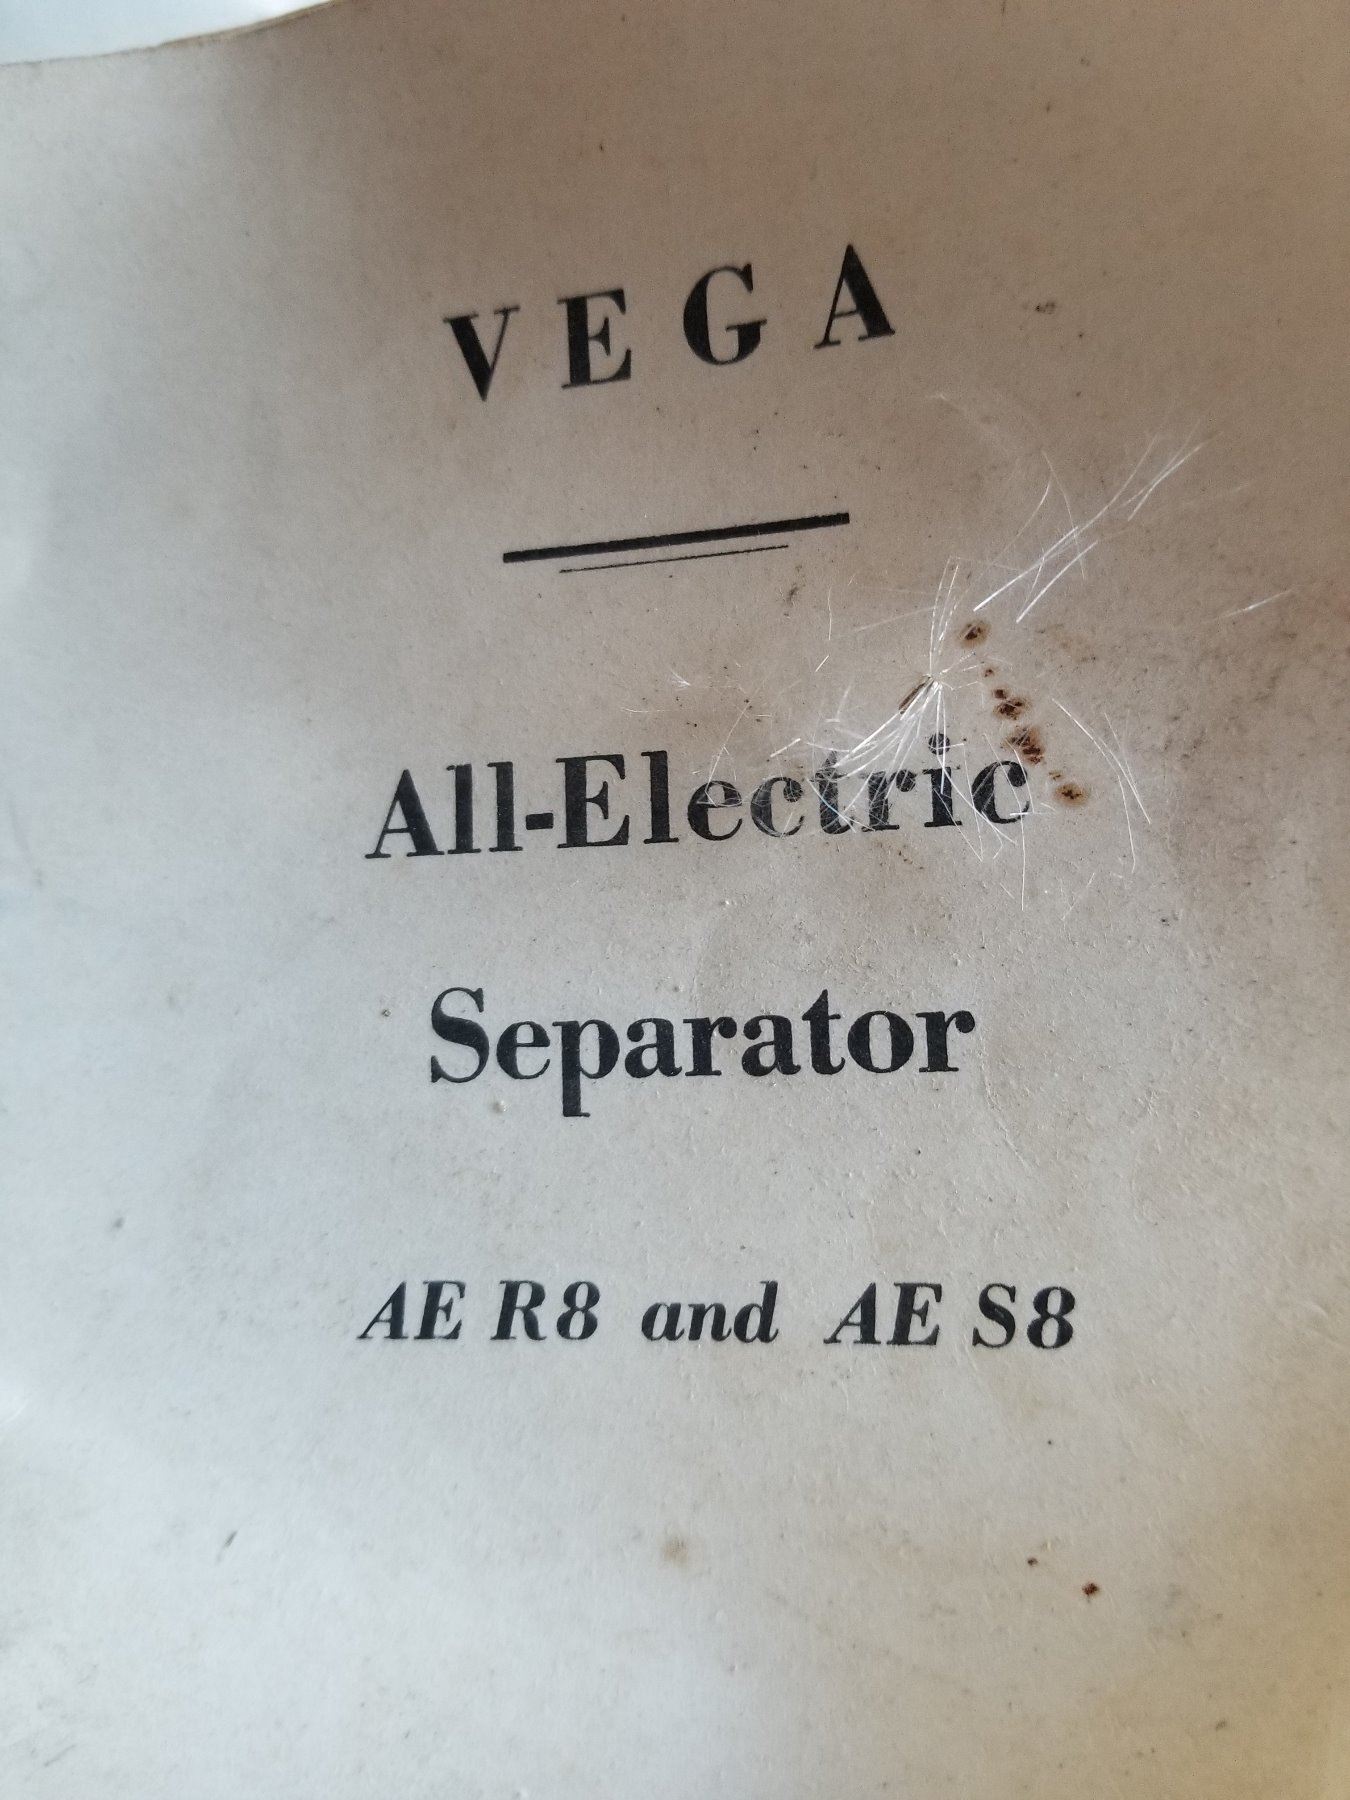 VEGA
All-Electric
Separator
AE R8 and AE S8